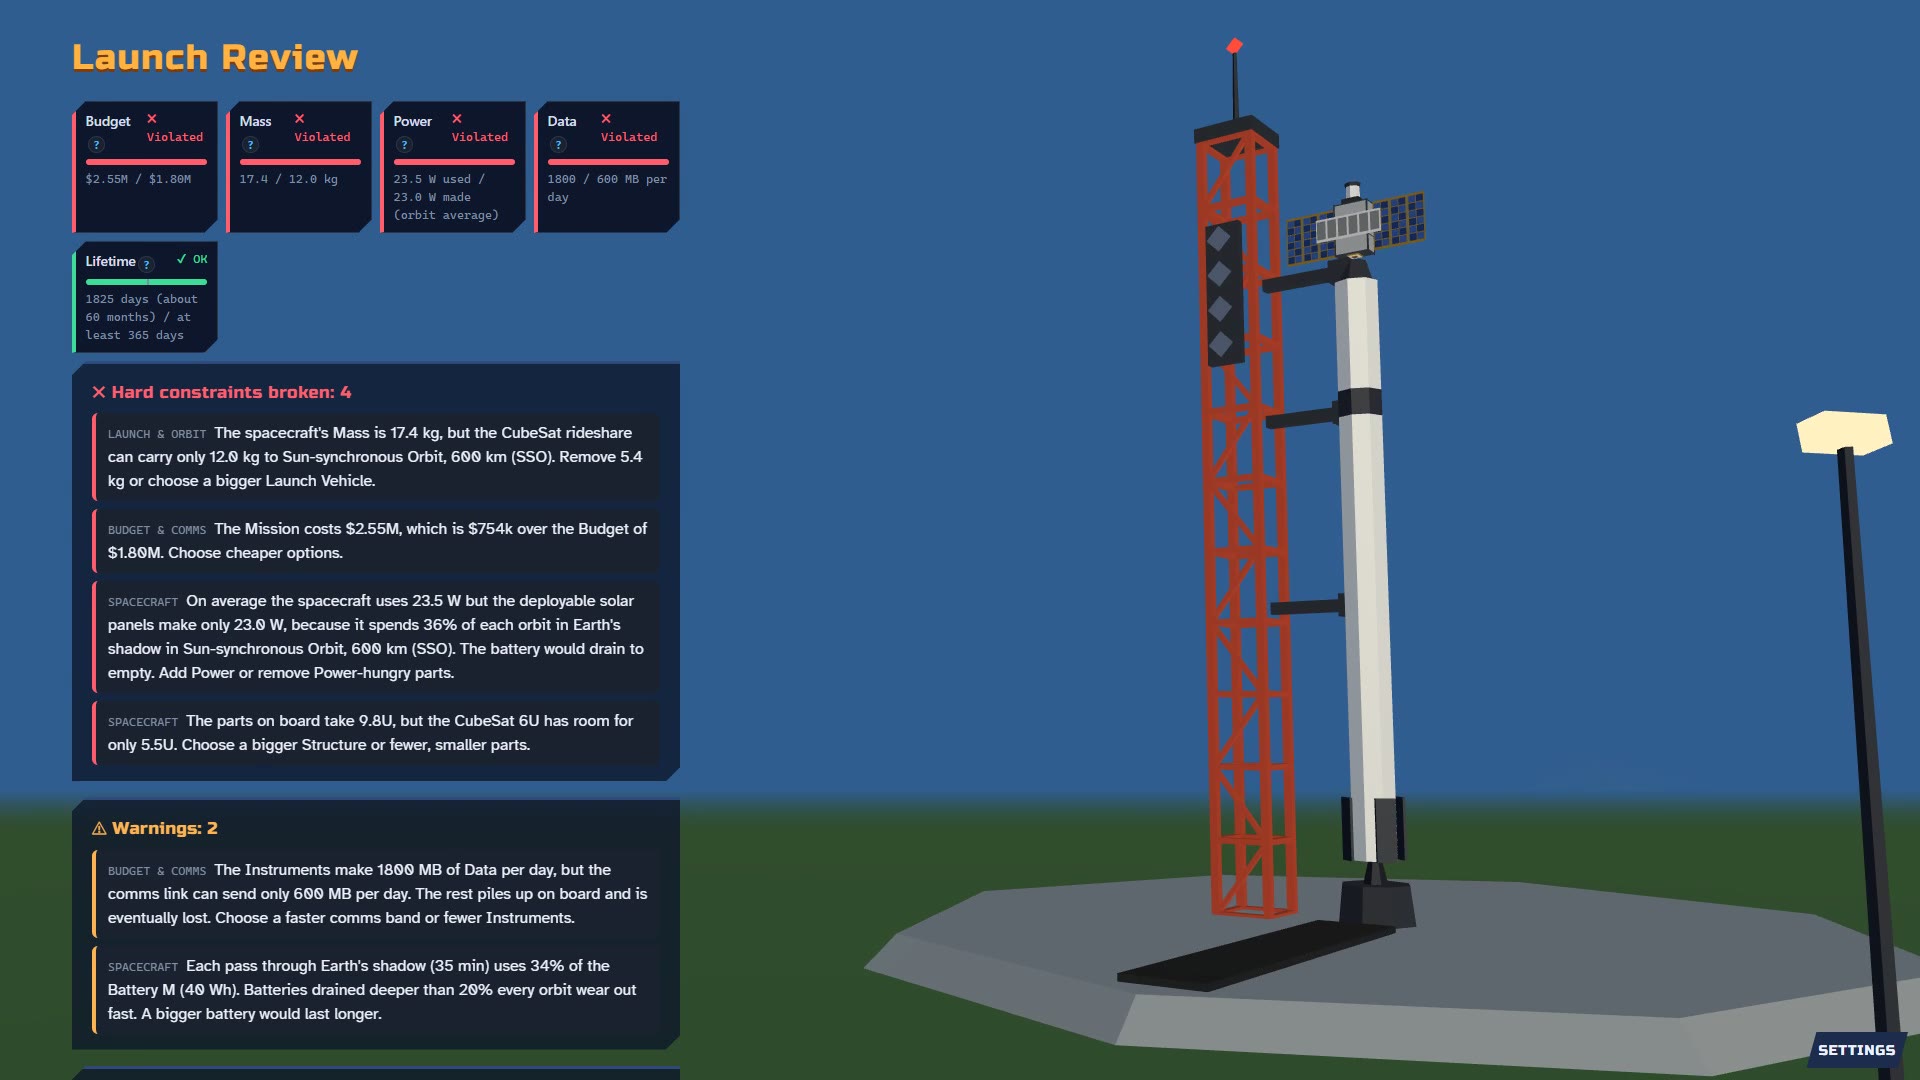 Launch Review
Budget ? ✕ Violated
$2.55M / $1.80M
Mass ? ✕ Violated
17.4 / 12.0 kg
Power ? ✕ Violated
23.5 W used /
23.0 W made
(orbit average)
Data ? ✕ Violated
1800 / 600 MB per
day
Lifetime ? ✓ OK
1825 days (about
60 months) / at
least 365 days
✕ Hard constraints broken: 4
LAUNCH & ORBIT The spacecraft's Mass is 17.4 kg, but the CubeSat rideshare
can carry only 12.0 kg to Sun-synchronous Orbit, 600 km (SSO). Remove 5.4
kg or choose a bigger Launch Vehicle.
BUDGET & COMMS The Mission costs $2.55M, which is $754k over the Budget of
$1.80M. Choose cheaper options.
SPACECRAFT On average the spacecraft uses 23.5 W but the deployable solar
panels make only 23.0 W, because it spends 36% of each orbit in Earth's
shadow in Sun-synchronous Orbit, 600 km (SSO). The battery would drain to
empty. Add Power or remove Power-hungry parts.
SPACECRAFT The parts on board take 9.8U, but the CubeSat 6U has room for
only 5.5U. Choose a bigger Structure or fewer, smaller parts.
⚠ Warnings: 2
BUDGET & COMMS The Instruments make 1800 MB of Data per day, but the
comms link can send only 600 MB per day. The rest piles up on board and is
eventually lost. Choose a faster comms band or fewer Instruments.
SPACECRAFT Each pass through Earth's shadow (35 min) uses 34% of the
Battery M (40 Wh). Batteries drained deeper than 20% every orbit wear out
fast. A bigger battery would last longer.
SETTINGS